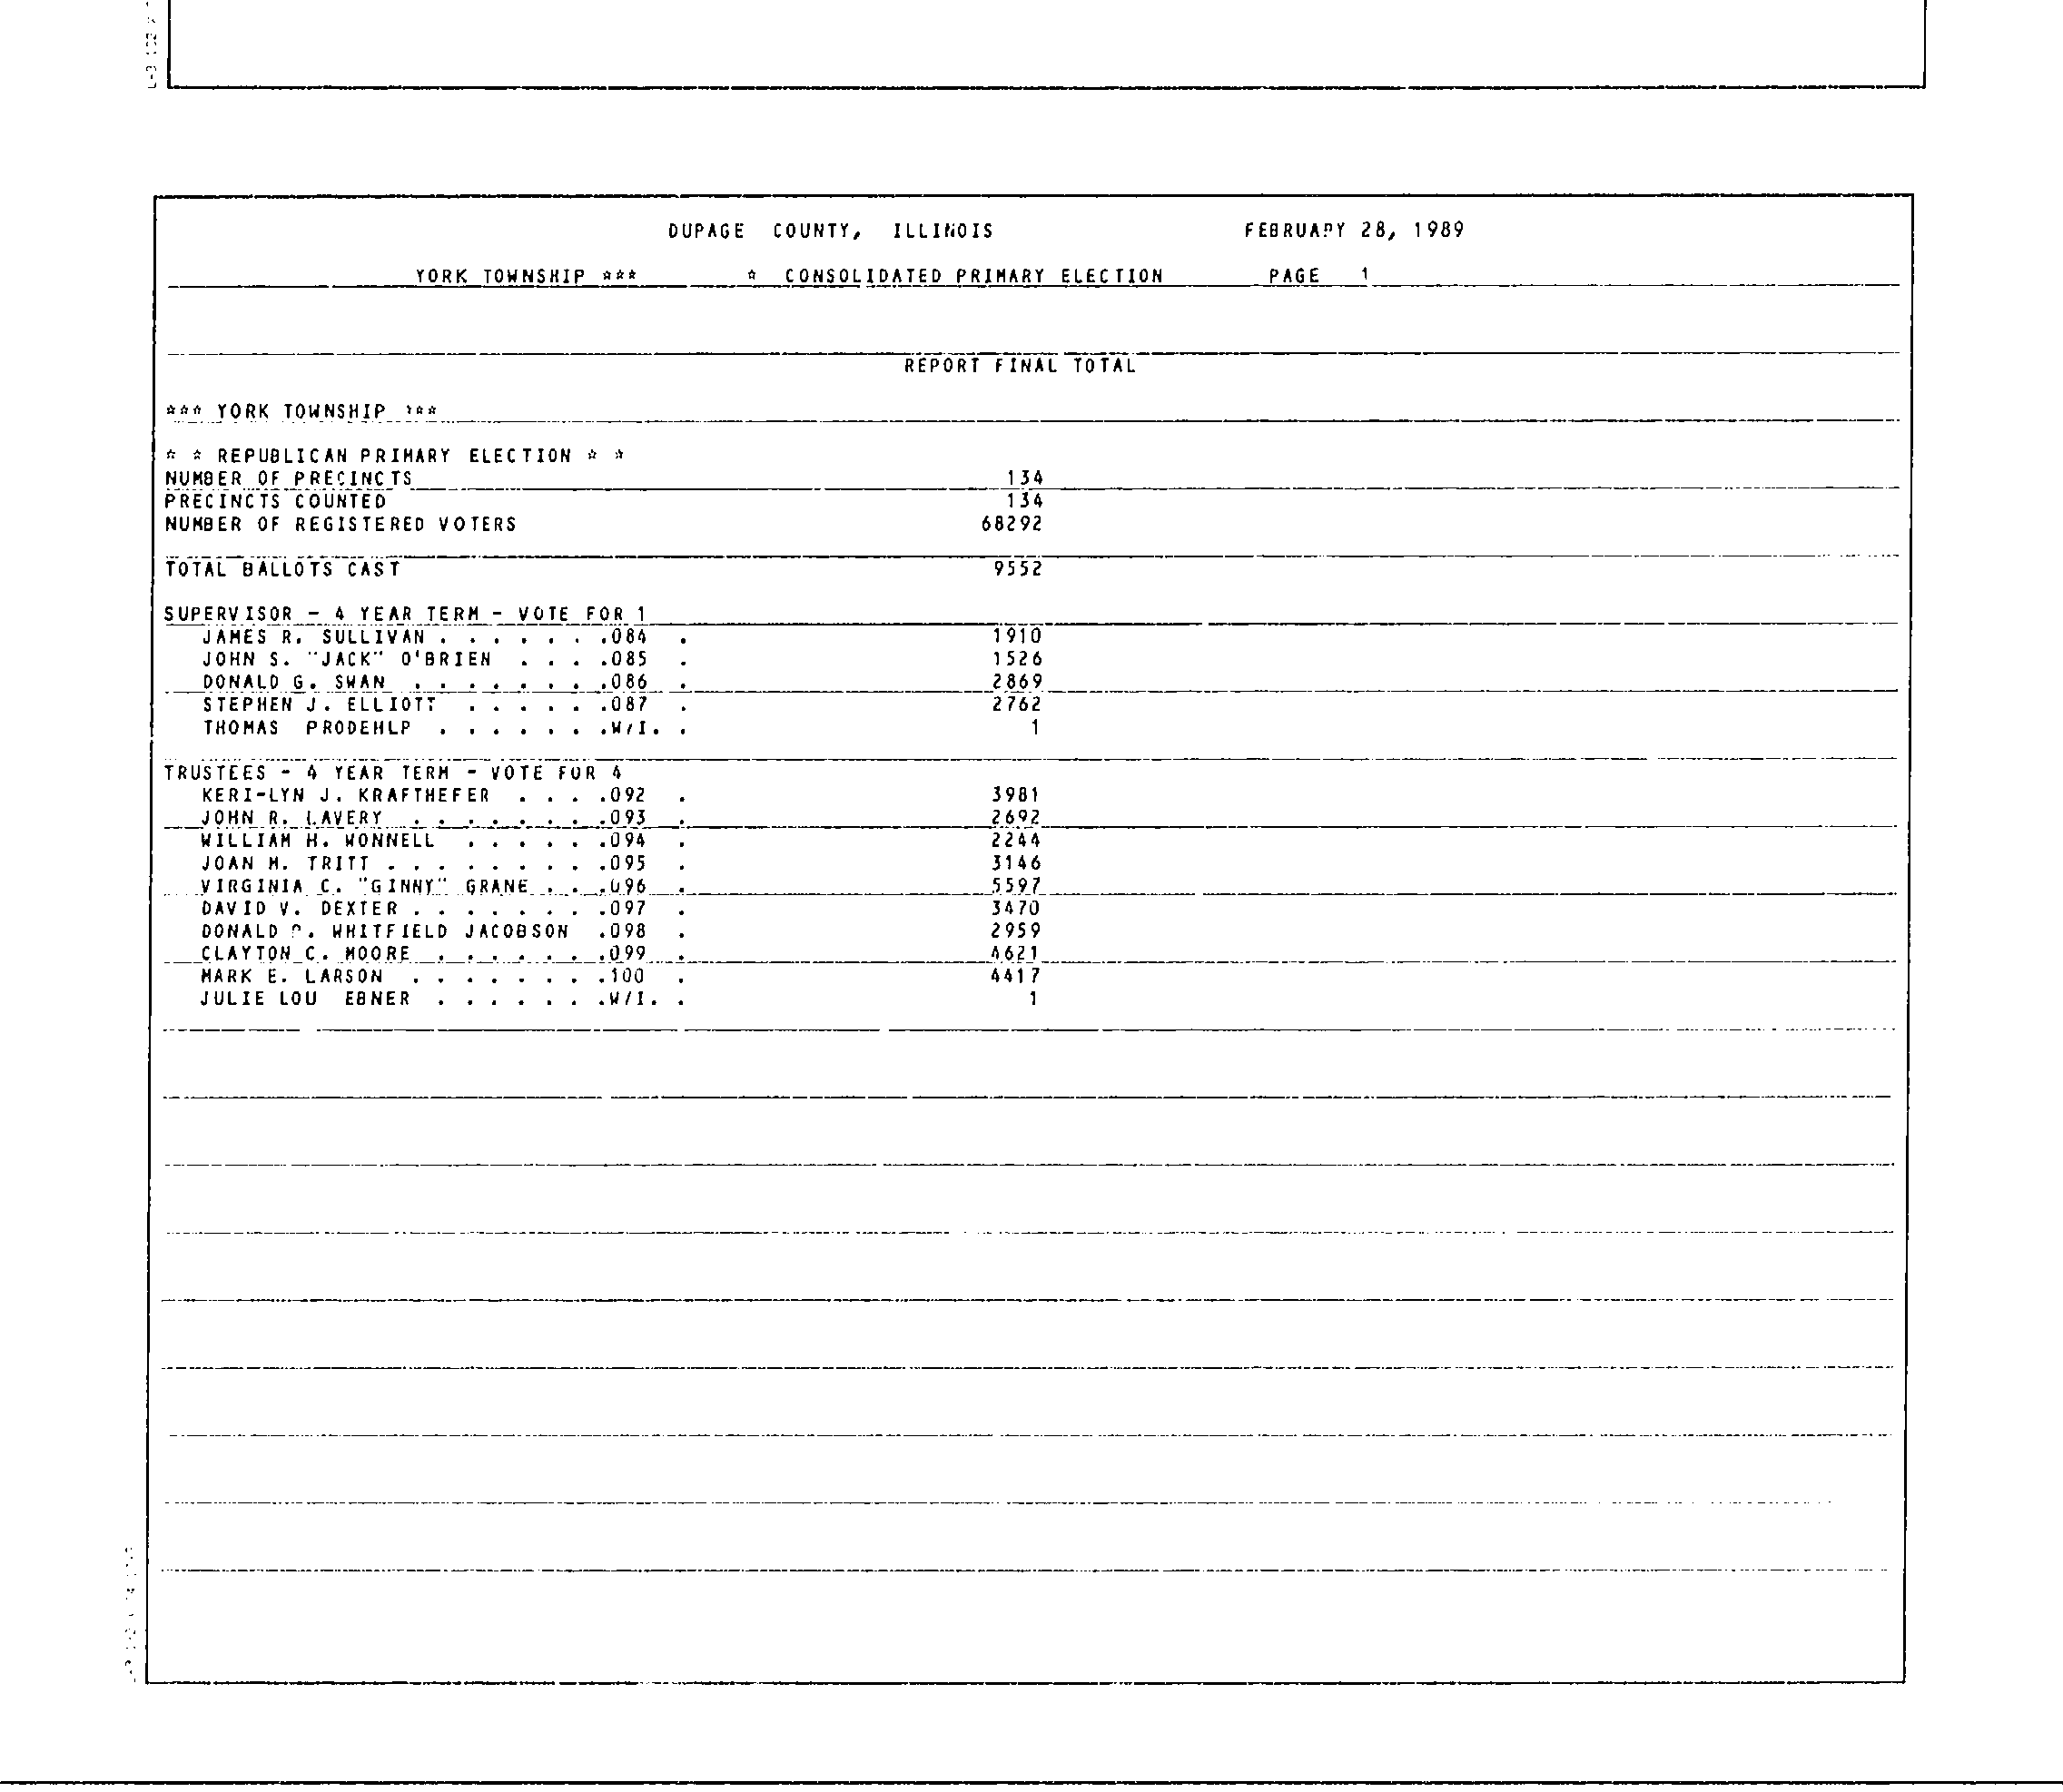 DUPAGE COUNTY, ILLINOIS FEBRUARY 28, 1989
YORK TOWNSHIP *** * CONSOLIDATED PRIMARY ELECTION PAGE 1
REPORT FINAL TOTAL
*** YORK TOWNSHIP ***
* * REPUBLICAN PRIMARY ELECTION * *
NUMBER OF PRECINCTS 134
PRECINCTS COUNTED 134
NUMBER OF REGISTERED VOTERS 68292
TOTAL BALLOTS CAST 9552
SUPERVISOR - 4 YEAR TERM - VOTE FOR 1
JAMES R. SULLIVAN . . . . . . .084 . 1910
JOHN S. "JACK" O'BRIEN . . . .085 . 1526
DONALD G. SWAN . . . . . . . .086 . 2869
STEPHEN J. ELLIOTT . . . . . .087 . 2762
THOMAS PRODEHLP . . . . . . .W/I. . 1
TRUSTEES - 4 YEAR TERM - VOTE FOR 4
KERI-LYN J. KRAFTHEFER . . . .092 . 3981
JOHN R. LAVERY . . . . . . . .093 . 2692
WILLIAM H. WONNELL . . . . . .094 . 2244
JOAN M. TRITT . . . . . . . . .095 . 3146
VIRGINIA C. "GINNY" GRANE . . .096 . 5597
DAVID V. DEXTER . . . . . . . .097 . 3470
DONALD WHITFIELD JACOBSON .098 . 2959
CLAYTON C. MOORE . . . . . . .099 . 4621
MARK E. LARSON . . . . . . . .100 . 4417
JULIE LOU EBNER . . . . . . .W/I. . 1